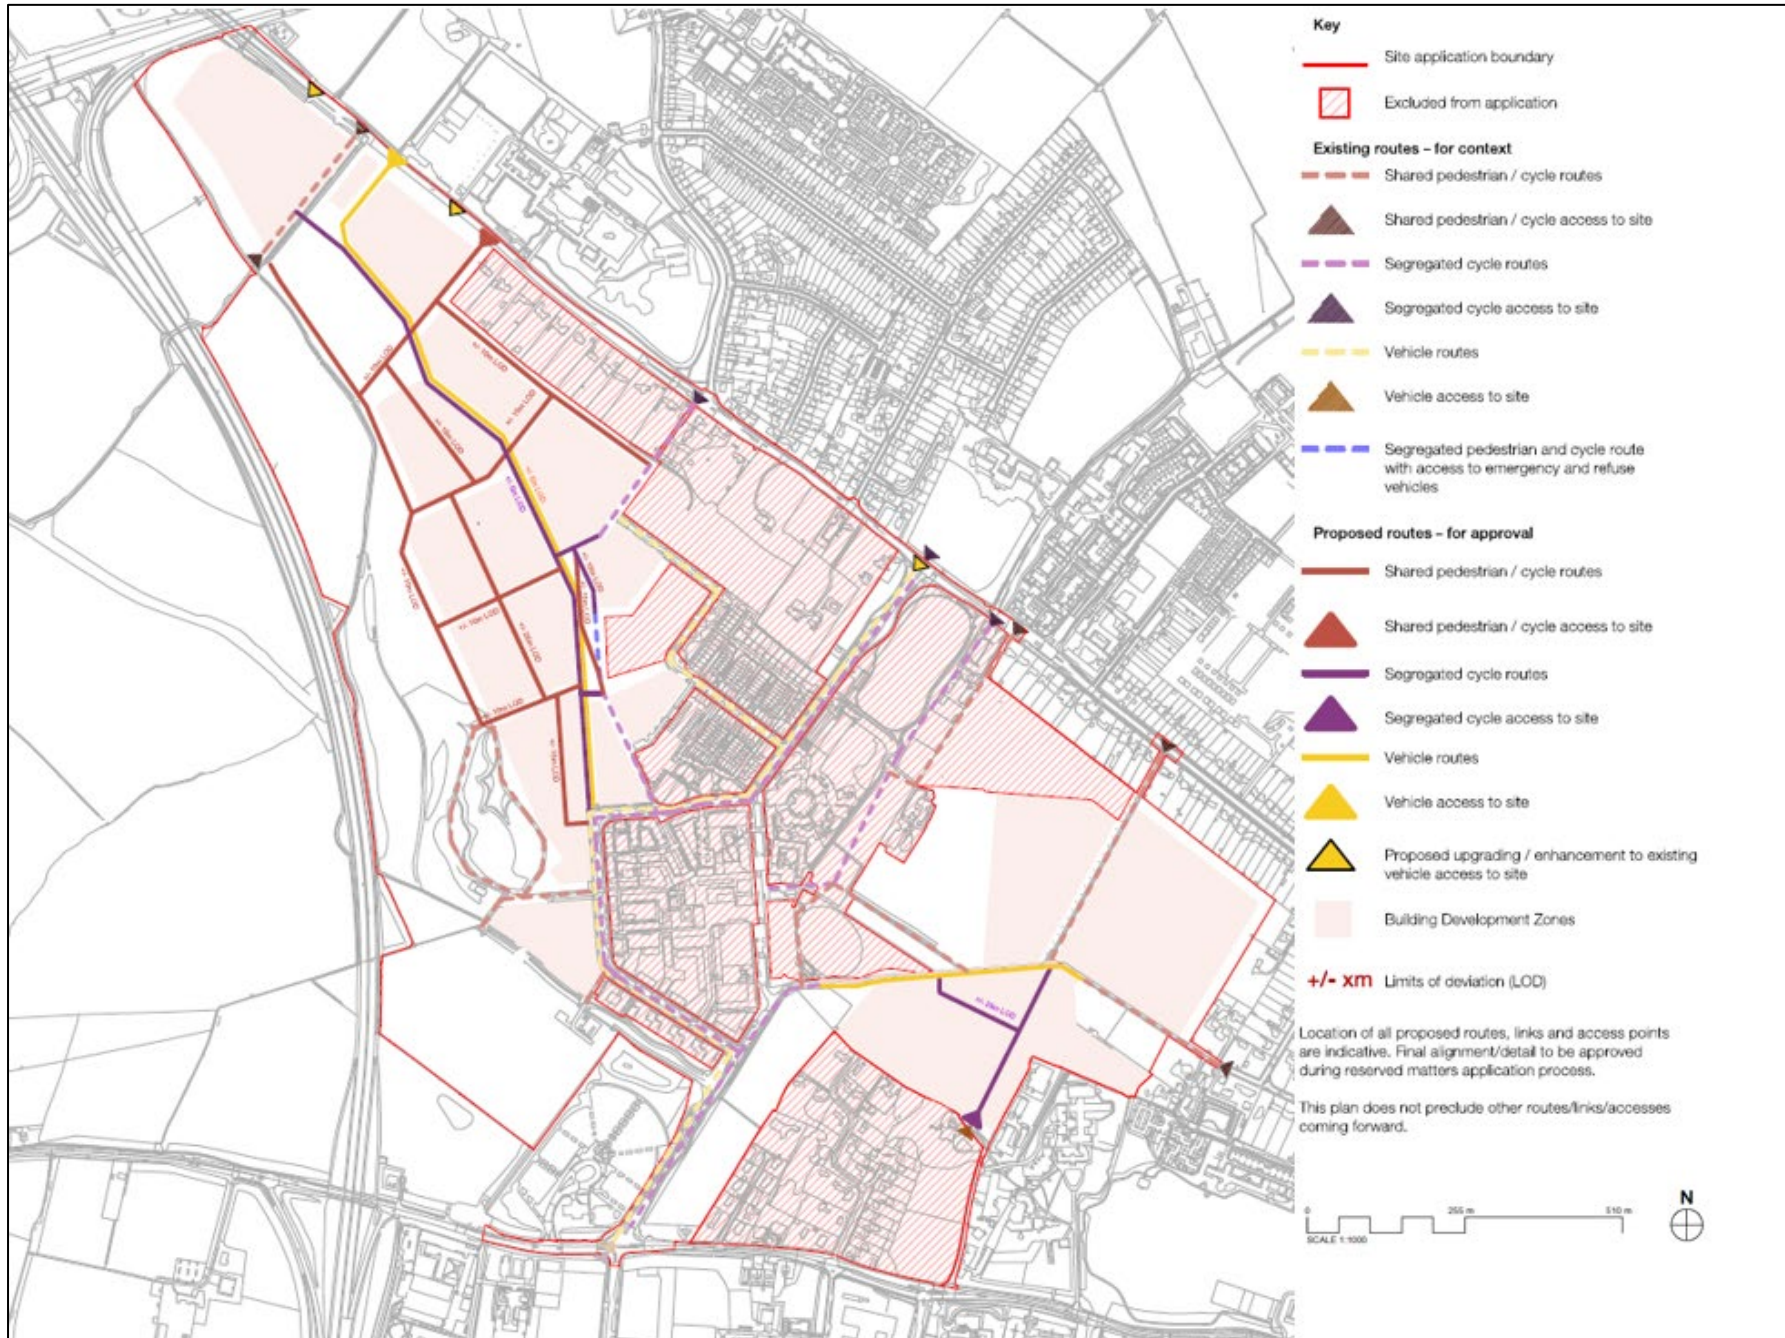 Key
Site application boundary
Excluded from application
Existing routes – for context
Shared pedestrian / cycle routes
Shared pedestrian / cycle access to site
Segregated cycle routes
Segregated cycle access to site
Vehicle routes
Vehicle access to site
Segregated pedestrian and cycle route
with access to emergency and refuse
vehicles
Proposed routes – for approval
Shared pedestrian / cycle routes
Shared pedestrian / cycle access to site
Segregated cycle routes
Segregated cycle access to site
Vehicle routes
Vehicle access to site
Proposed upgrading / enhancement to existing
vehicle access to site
Building Development Zones
+/- xm Limits of deviation (LOD)
Location of all proposed routes, links and access points
are indicative. Final alignment/detail to be approved
during reserved matters application process.
This plan does not preclude other routes/links/accesses
coming forward.
0 255 m 510 m
SCALE 1:1000
N